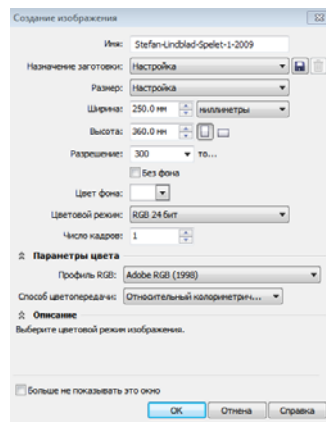 Создание изображения
Имя: Stefan-Lindblad-Spelet-1-2009
Назначение заготовки: Настройка
Размер: Настройка
Ширина: 250.0 мм миллиметры
Высота: 360.0 мм
Разрешение: 300 то...
Без фона
Цвет фона:
Цветовой режим: RGB 24 бит
Число кадров: 1
Параметры цвета
Профиль RGB: Adobe RGB (1998)
Способ цветопередачи: Относительный колориметрич...
Описание
Выберите цветовой режим изображения.
Больше не показывать это окно
ОК Отмена Справка